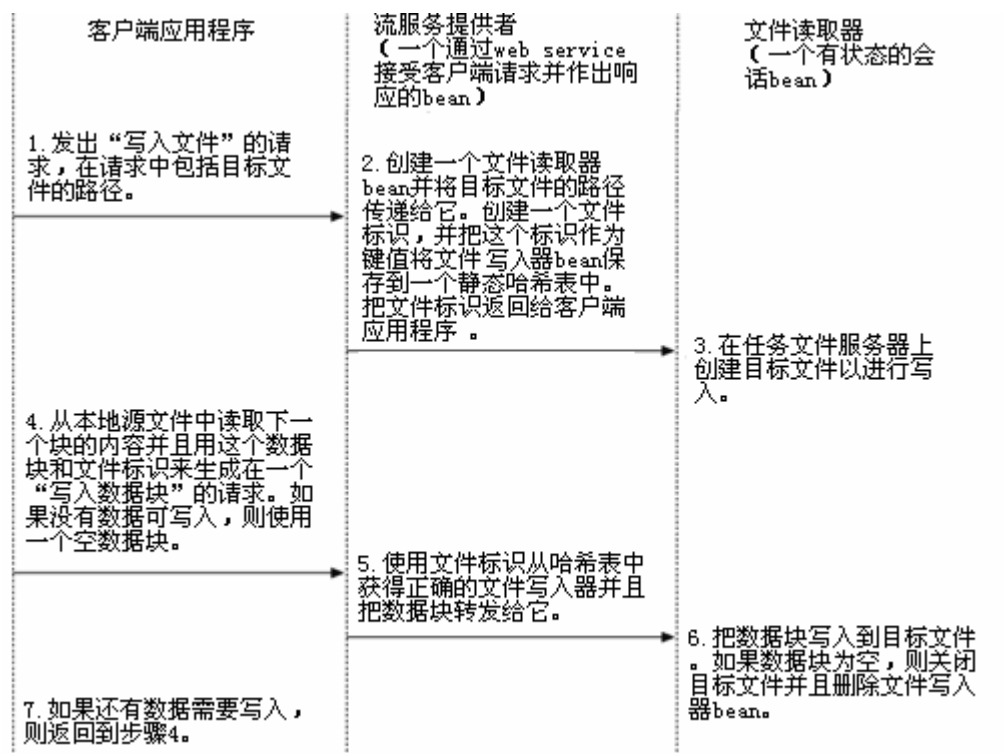 客户端应用程序
流服务提供者
（一个通过web service
接受客户端请求并作出响
应的bean）
文件读取器
（一个有状态的会
话bean）
1.发出“写入文件”的请
求，在请求中包括目标文
件的路径。
2.创建一个文件读取器
bean并将目标文件的路径
传递给它。创建一个文件
标识，并把这个标识作为
键值将文件写入器bean保
存到一个静态哈希表中。
把文件标识返回给客户端
应用程序 。
3.在任务文件服务器上
创建目标文件以进行写
入。
4.从本地源文件中读取下一
个块的内容并且用这个数据
块和文件标识来生成在一个
“写入数据块”的请求。如
果没有数据可写入，则使用
一个空数据块。
5.使用文件标识从哈希表中
获得正确的文件写入器并且
把数据块转发给它。
6.把数据块写入到目标文件
。如果数据块为空，则关闭
目标文件并且删除文件写入
器bean。
7.如果还有数据需要写入，
则返回到步骤4。